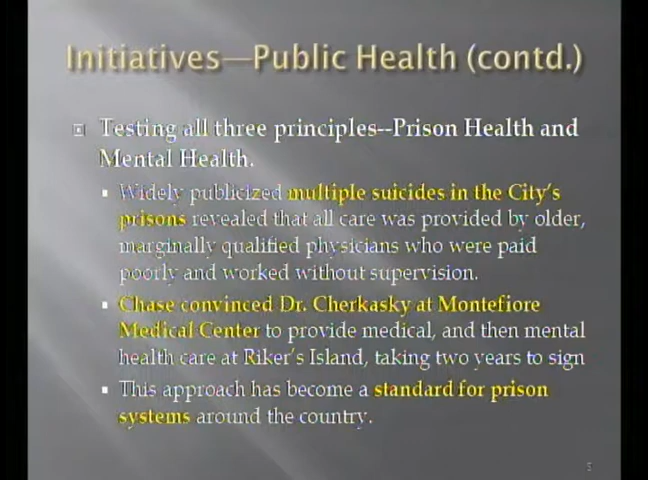 Initiatives—Public Health (contd.)
Testing all three principles--Prison Health and
Mental Health.
Widely publicized multiple suicides in the City's
prisons revealed that all care was provided by older,
marginally qualified physicians who were paid
poorly and worked without supervision.
Chase convinced Dr. Cherkasky at Montefiore
Medical Center to provide medical, and then mental
health care at Riker's Island, taking two years to sign
This approach has become a standard for prison
systems around the country.
5